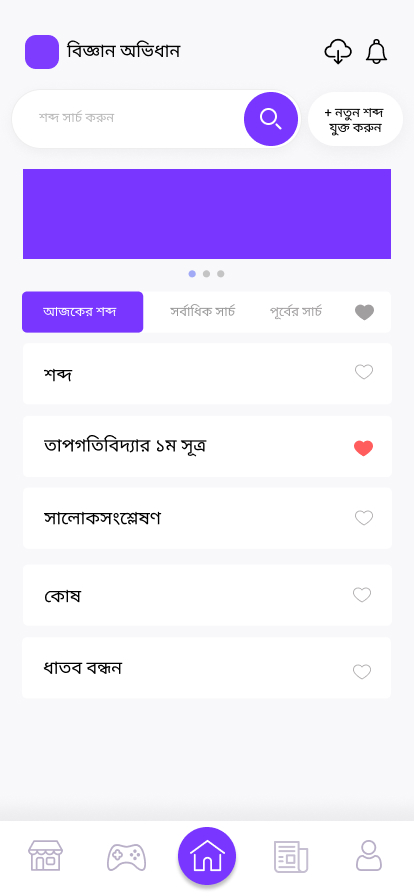 বিজ্ঞান অভিধান
শব্দ সার্চ করুন
+ নতুন শব্দ
যুক্ত করুন
আজকের শব্দ সর্বাধিক সার্চ পূর্বের সার্চ
শব্দ
তাপগতিবিদ্যার ১ম সূত্র
সালোকসংশ্লেষণ
কোষ
ধাতব বন্ধন